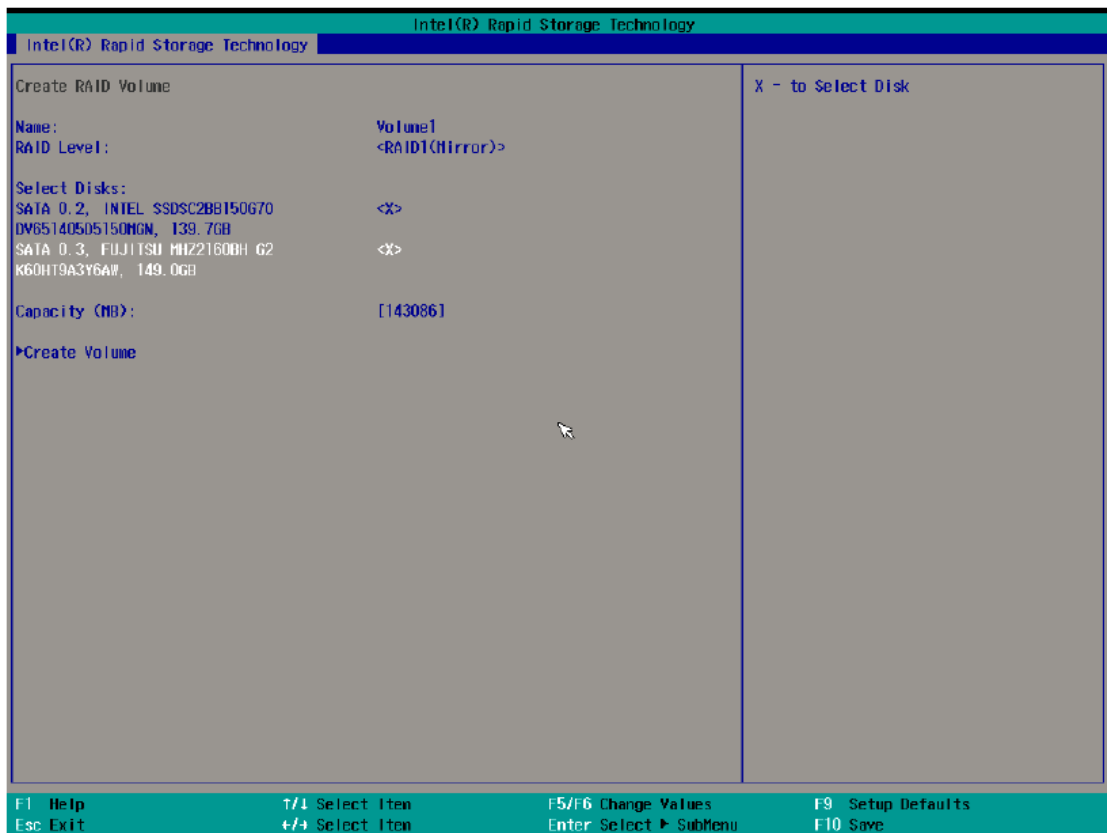 Intel(R) Rapid Storage Technology
Intel(R) Rapid Storage Technology
Create RAID Volume
X - to Select Disk
Name: Volume1
RAID Level: <RAID1(Mirror)>
Select Disks:
SATA 0.2, INTEL SSDSC2BB150G70 <X>
DV651405D5150MGN, 139.7GB
SATA 0.3, FUJITSU MHZ2160BH G2 <X>
K60HT9A3Y6AW, 149.0GB
Capacity (MB): [143086]
▶Create Volume
F1 Help ↑/↓ Select Item F5/F6 Change Values F9 Setup Defaults
Esc Exit ←/→ Select Item Enter Select ▶ SubMenu F10 Save